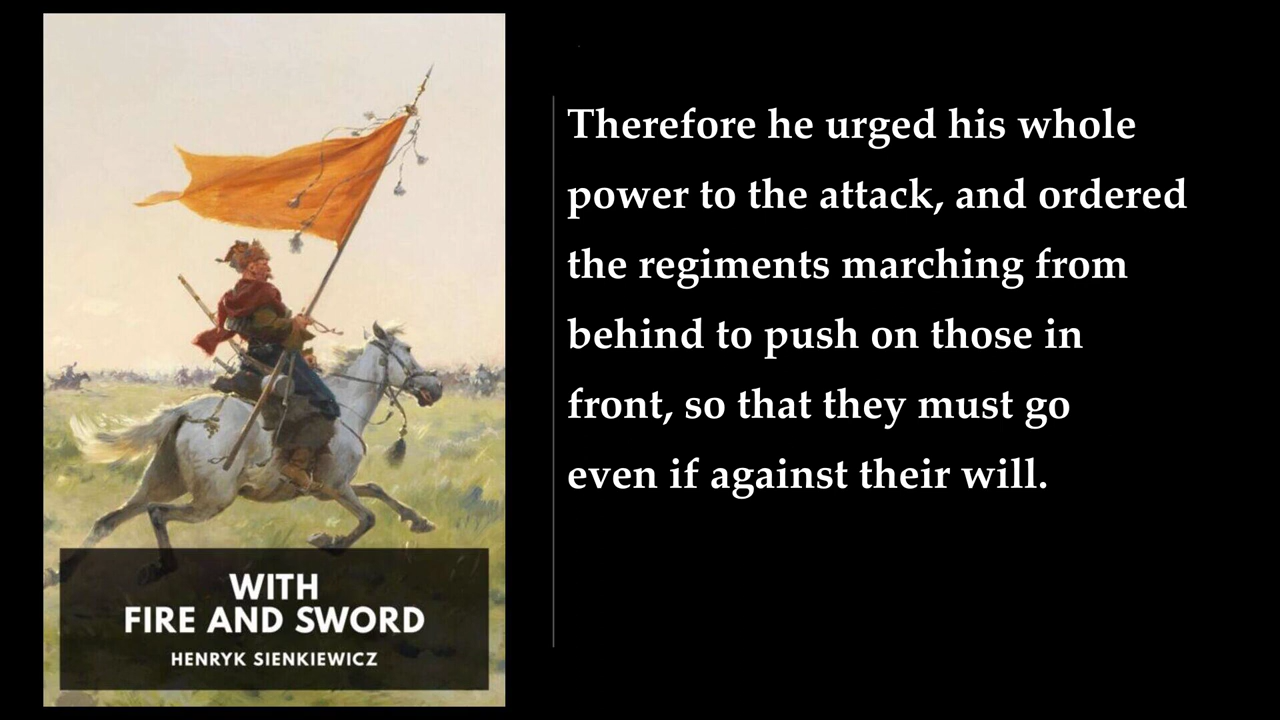 Therefore he urged his whole
power to the attack, and ordered
the regiments marching from
behind to push on those in
front, so that they must go
even if against their will.
WITH
FIRE AND SWORD
HENRYK SIENKIEWICZ